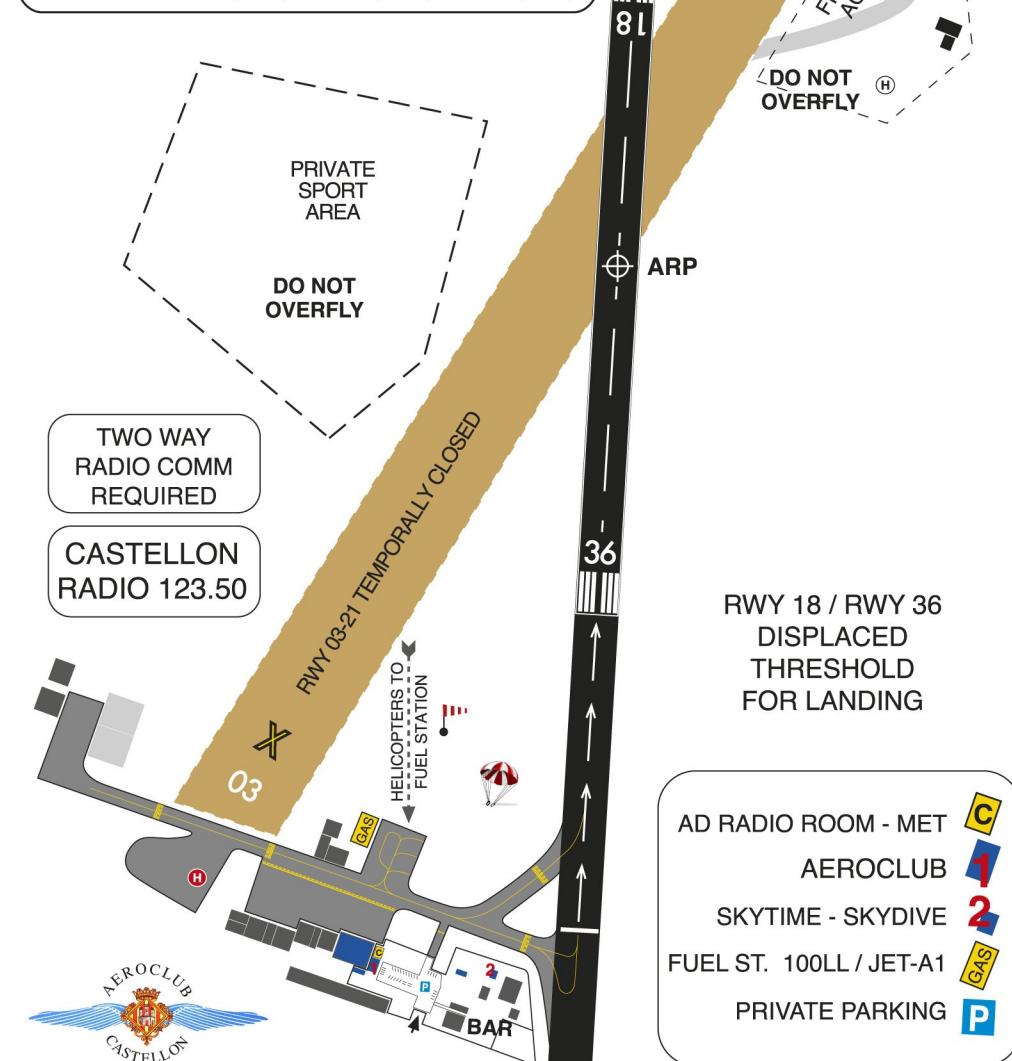 18
DO NOT
OVERFLY
H
PRIVATE
SPORT
AREA
DO NOT
OVERFLY
ARP
TWO WAY
RADIO COMM
REQUIRED
CASTELLON
RADIO 123.50
RWY 03-21 TEMPORALLY CLOSED
36
RWY 18 / RWY 36
DISPLACED
THRESHOLD
FOR LANDING
HELICOPTERS TO
FUEL STATION
X
03
GAS
H
C
1
2
P
BAR
AD RADIO ROOM - MET C
AEROCLUB 1
SKYTIME - SKYDIVE 2
FUEL ST. 100LL / JET-A1 GAS
PRIVATE PARKING P
AEROCLUB
CASTELLON